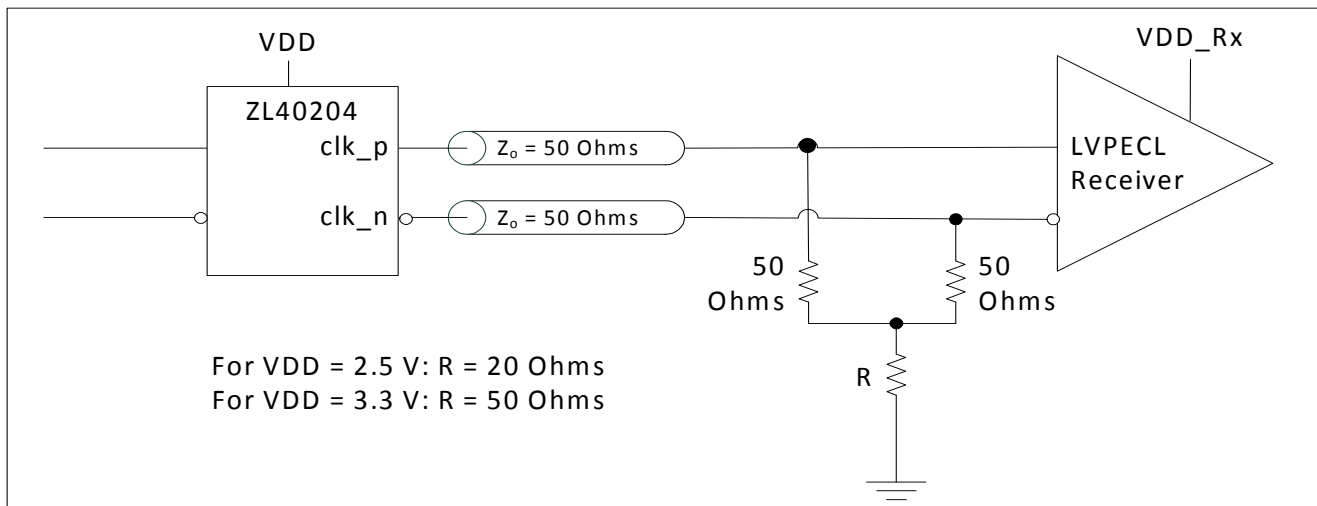 VDD
VDD_Rx
ZL40204
clk_p
Zₒ = 50 Ohms
LVPECL
Receiver
clk_n
Zₒ = 50 Ohms
50
Ohms
50
Ohms
For VDD = 2.5 V: R = 20 Ohms
For VDD = 3.3 V: R = 50 Ohms
R